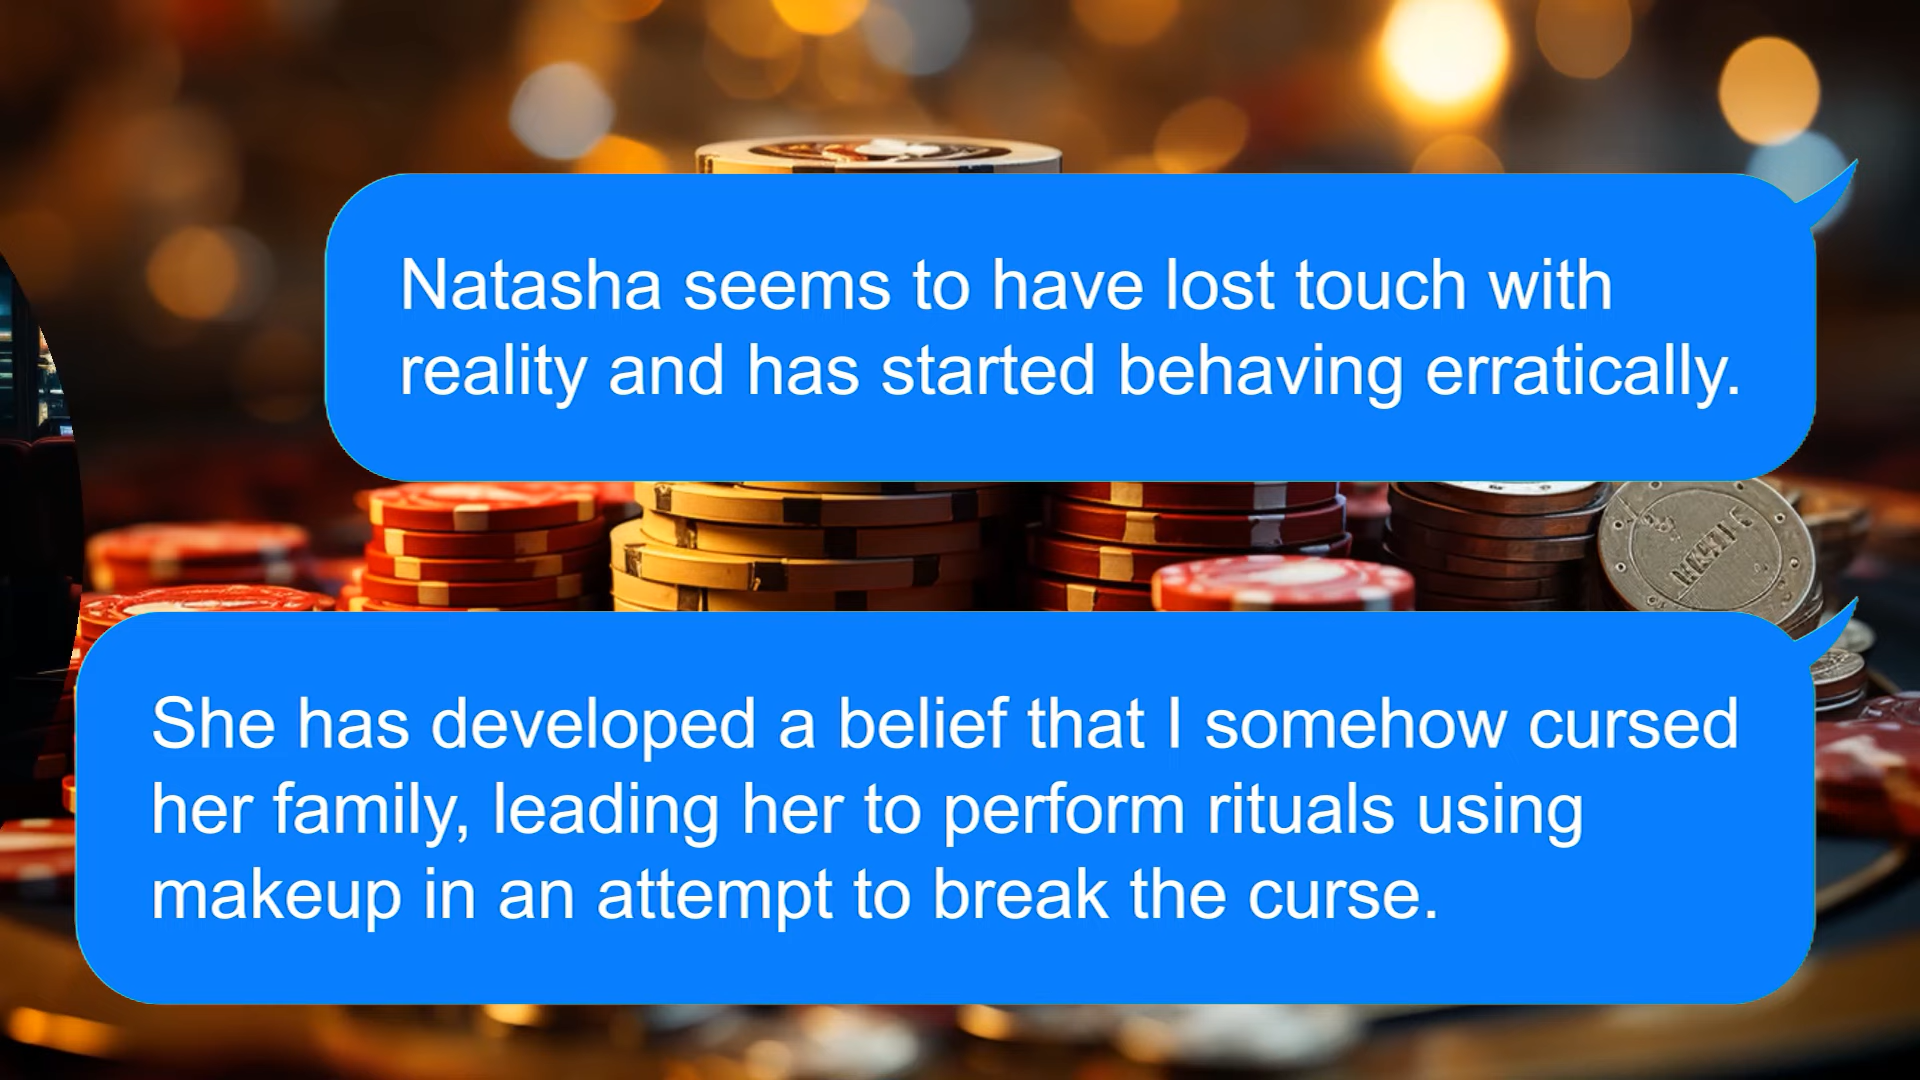 Natasha seems to have lost touch with
reality and has started behaving erratically.
She has developed a belief that I somehow cursed
her family, leading her to perform rituals using
makeup in an attempt to break the curse.